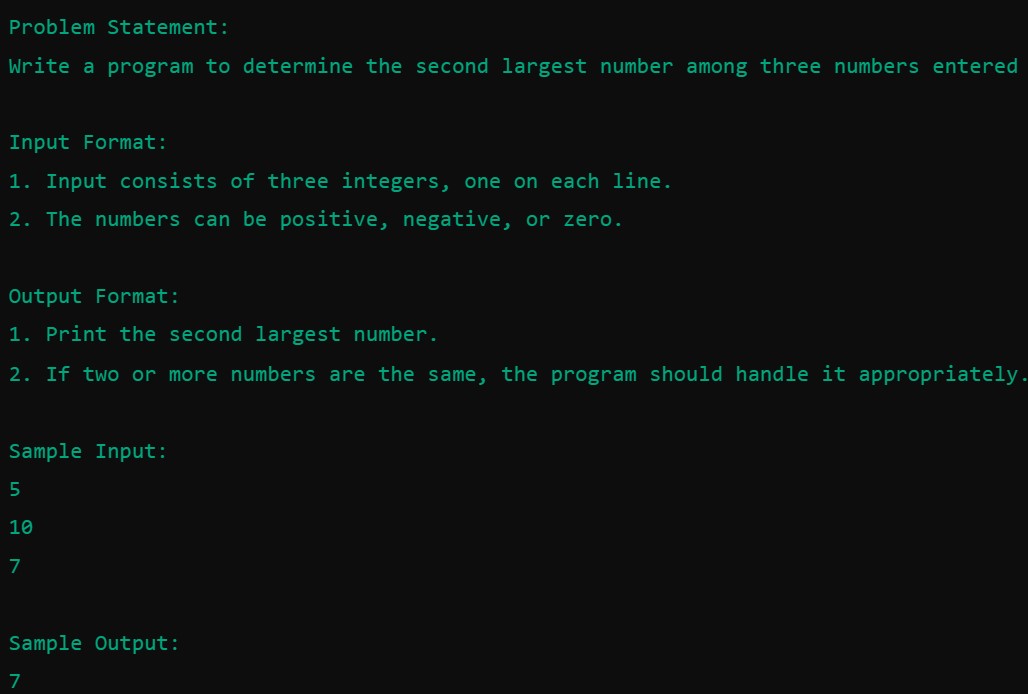 Problem Statement:
Write a program to determine the second largest number among three numbers entered
Input Format:
1. Input consists of three integers, one on each line.
2. The numbers can be positive, negative, or zero.
Output Format:
1. Print the second largest number.
2. If two or more numbers are the same, the program should handle it appropriately.
Sample Input:
5
10
7
Sample Output:
7